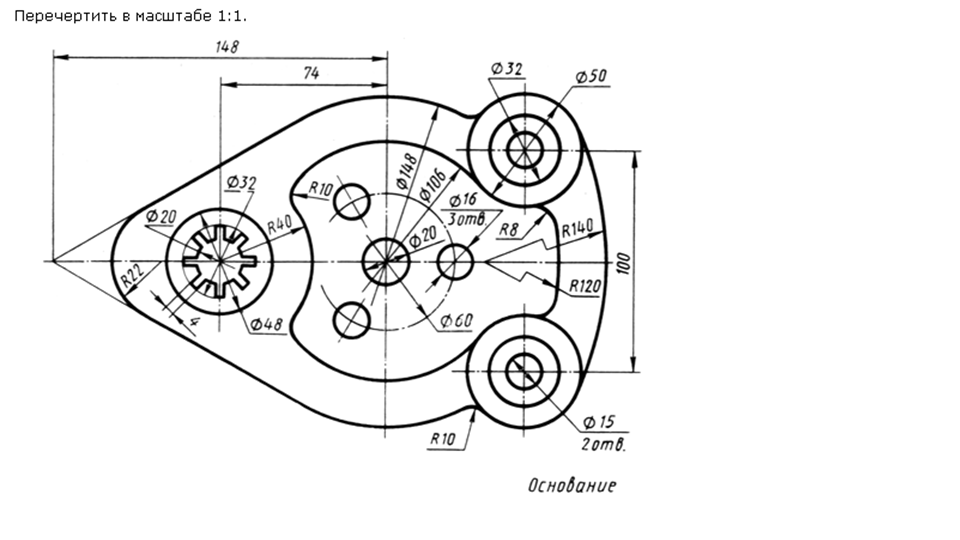 Перечертить в масштабе 1:1.
148
74
Ø32
Ø50
Ø148
Ø106
Ø32
R10
Ø16
3отв.
Ø20
R40
Ø20
R8
R140
100
R22
R120
4
Ø48
Ø60
Ø15
2отв.
R10
Основание